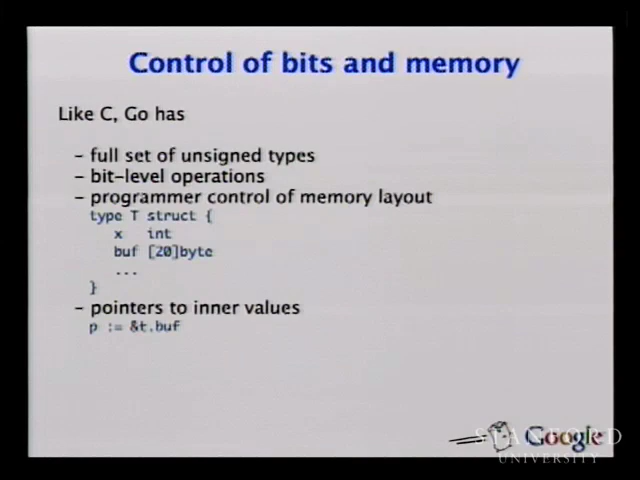 Control of bits and memory
Like C, Go has
- full set of unsigned types
- bit-level operations
- programmer control of memory layout
type T struct {
x int
buf [20]byte
...
}
- pointers to inner values
p := &t.buf
Google
STANFORD
UNIVERSITY